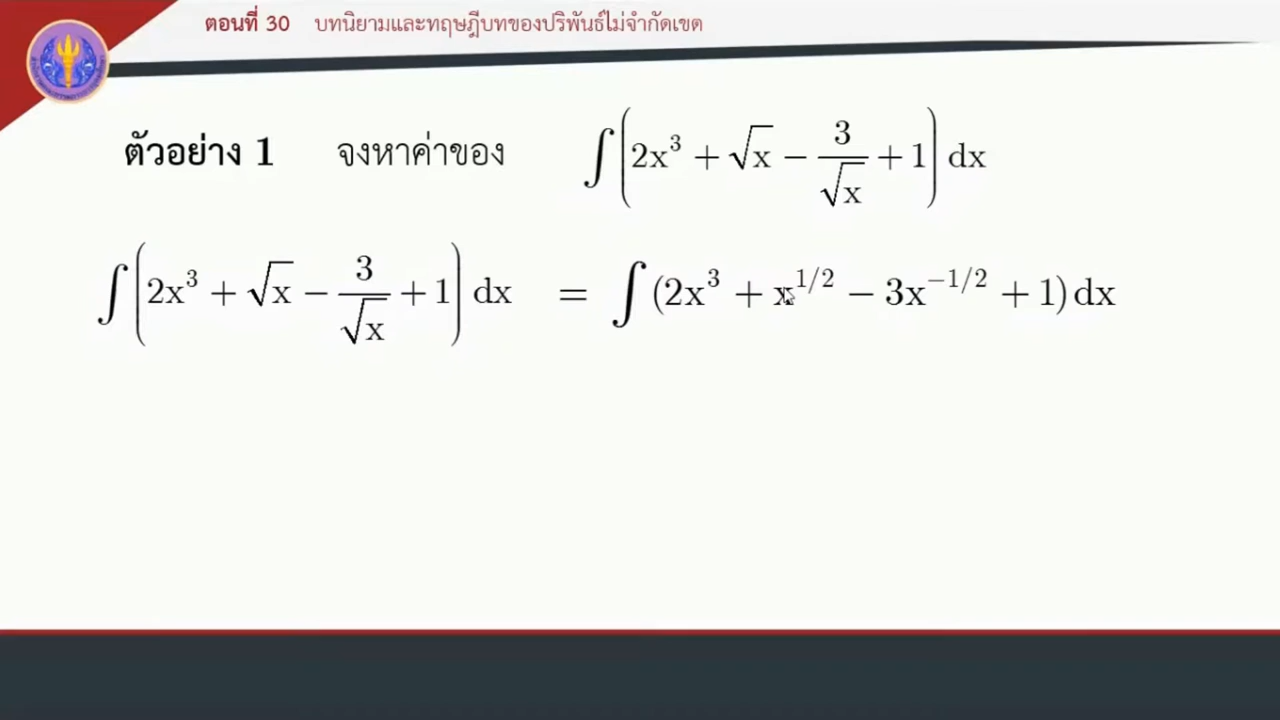 ตอนที่ 30 บทนิยามและทฤษฎีบทของปริพันธ์ไม่จำกัดเขต
ตัวอย่าง 1 จงหาค่าของ ∫(2x³ + √x − 3/√x + 1) dx
∫(2x³ + √x − 3/√x + 1) dx = ∫(2x³ + x^{1/2} − 3x^{−1/2} + 1) dx